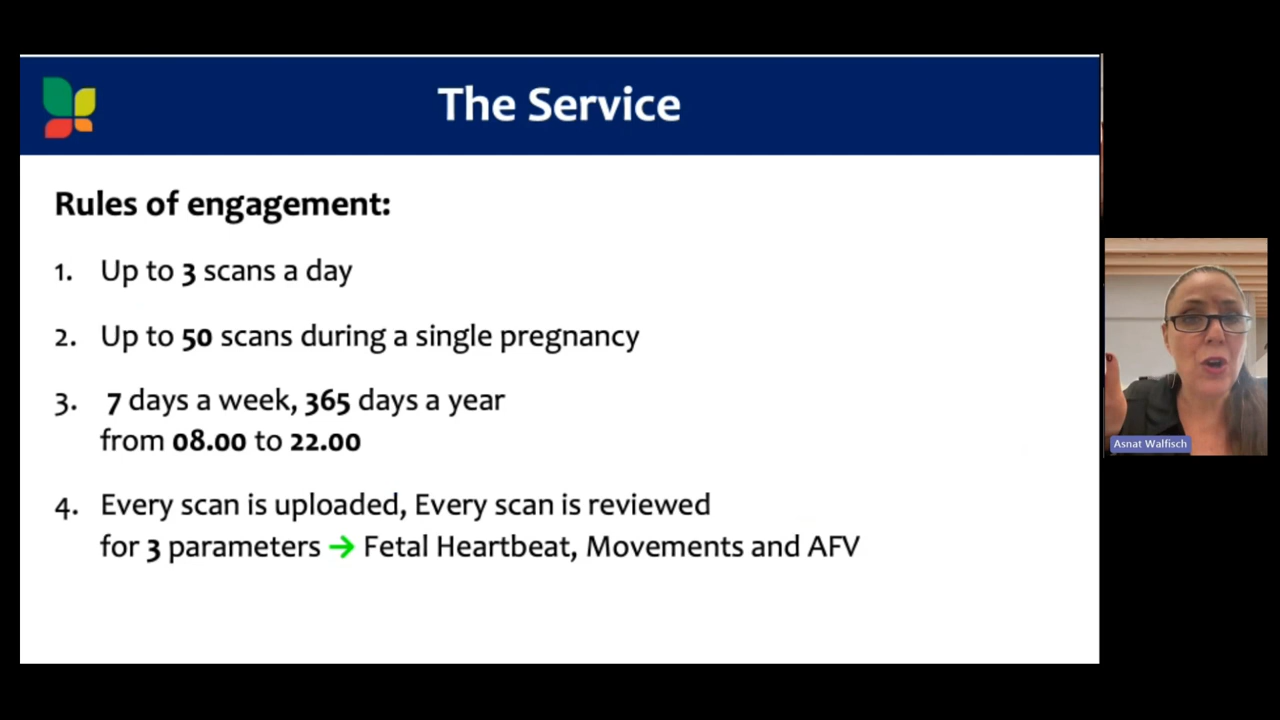 The Service
Rules of engagement:
1. Up to 3 scans a day
2. Up to 50 scans during a single pregnancy
3. 7 days a week, 365 days a year
from 08.00 to 22.00
4. Every scan is uploaded, Every scan is reviewed
for 3 parameters → Fetal Heartbeat, Movements and AFV
Asnat Walfisch